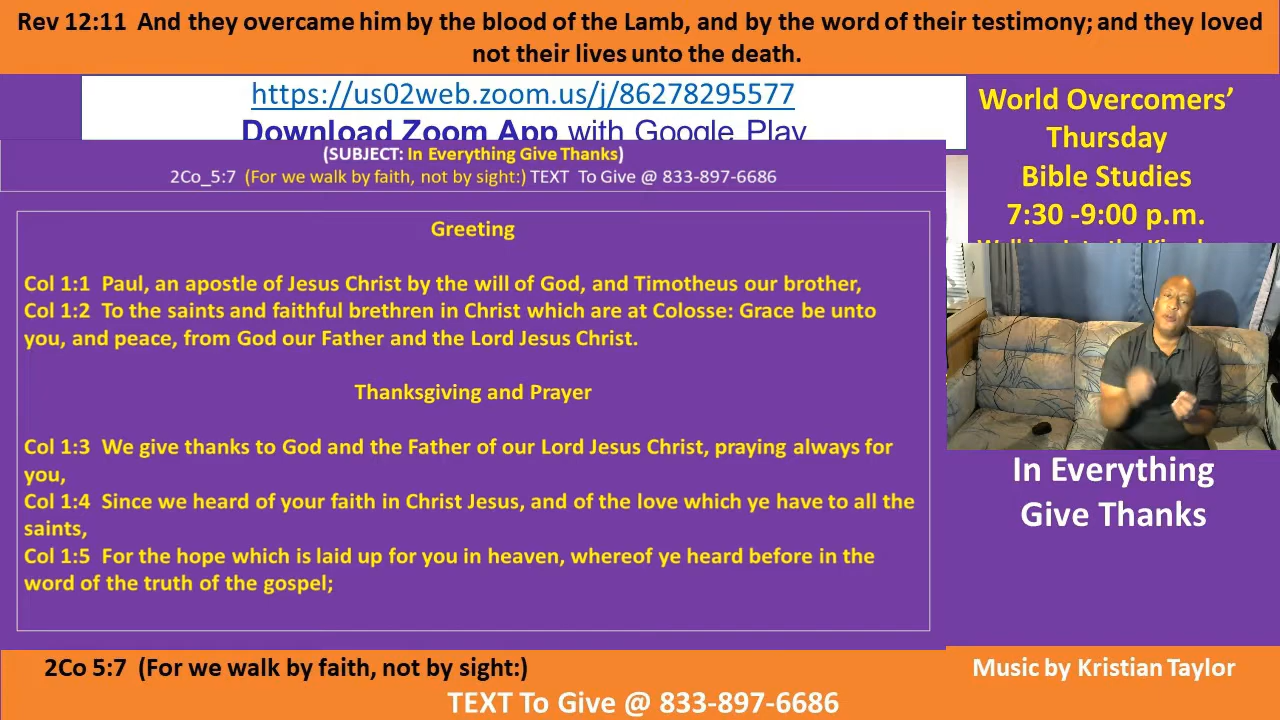 Rev 12:11 And they overcame him by the blood of the Lamb, and by the word of their testimony; and they loved
not their lives unto the death.
https://us02web.zoom.us/j/86278295577
Download Zoom App with Google Play
(SUBJECT: In Everything Give Thanks)
2Co_5:7 (For we walk by faith, not by sight:) TEXT To Give @ 833-897-6686
Greeting
Col 1:1 Paul, an apostle of Jesus Christ by the will of God, and Timotheus our brother,
Col 1:2 To the saints and faithful brethren in Christ which are at Colosse: Grace be unto
you, and peace, from God our Father and the Lord Jesus Christ.
Thanksgiving and Prayer
Col 1:3 We give thanks to God and the Father of our Lord Jesus Christ, praying always for
you,
Col 1:4 Since we heard of your faith in Christ Jesus, and of the love which ye have to all the
saints,
Col 1:5 For the hope which is laid up for you in heaven, whereof ye heard before in the
word of the truth of the gospel;
World Overcomers’
Thursday
Bible Studies
7:30 -9:00 p.m.
In Everything
Give Thanks
2Co 5:7 (For we walk by faith, not by sight:)
Music by Kristian Taylor
TEXT To Give @ 833-897-6686